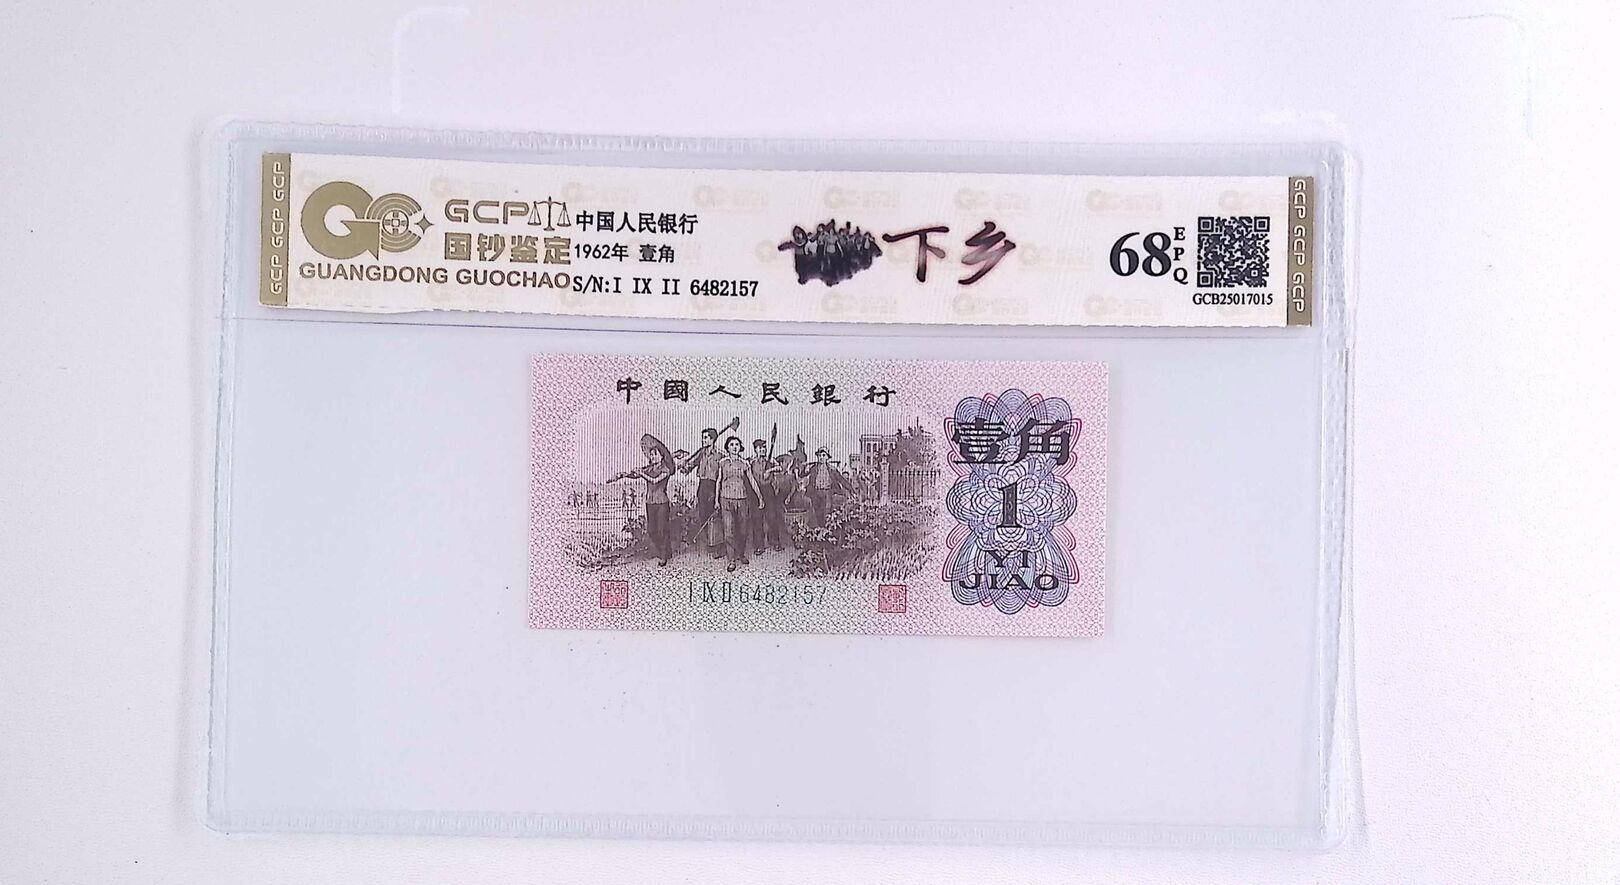 GCP GCP GCP
GCP
国钞鉴定
GUANGDONG GUOCHAO
中国人民银行
1962年 壹角
S/N:I IX II 6482157
下乡
68
EPQ
GCB25017015
GCP GCP GCP
中國人民銀行
壹角
1
YI
JIAO
I IX II 6482157